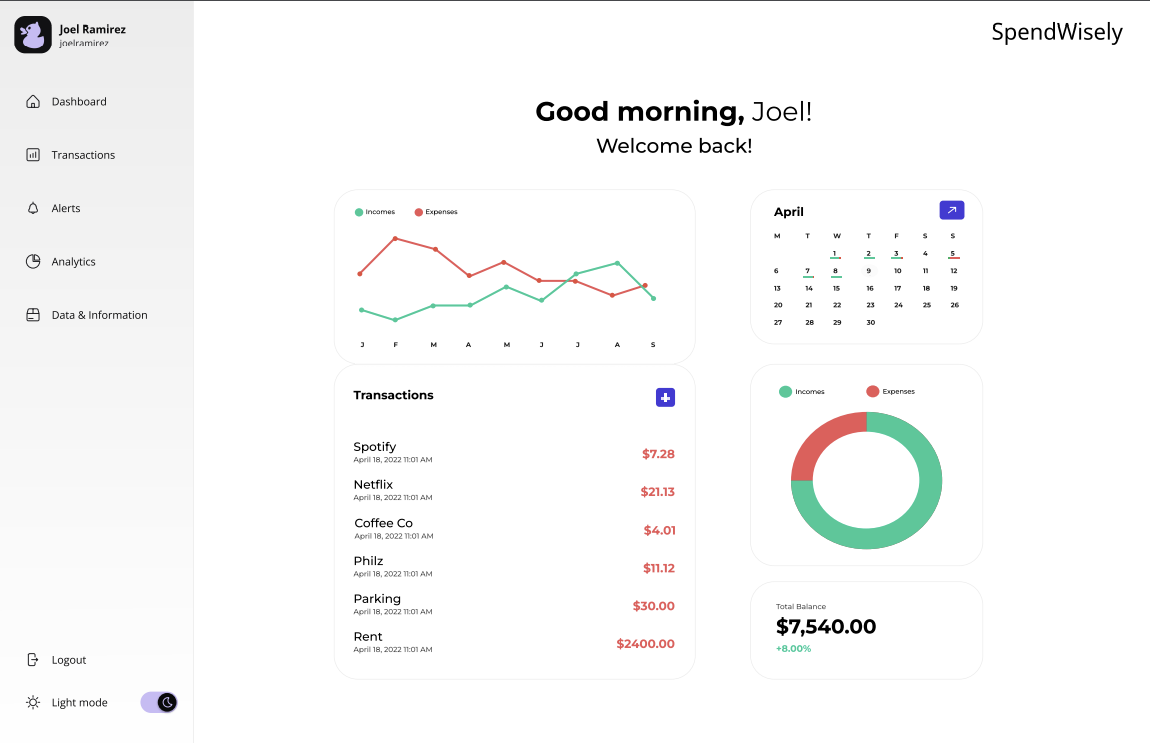 Joel Ramirez
joelramirez
SpendWisely
Dashboard
Transactions
Alerts
Analytics
Data & Information
Logout
Light mode
Good morning, Joel!
Welcome back!
Incomes Expenses
J F M A M J J A S
April
M T W T F S S
1 2 3 4 5
6 7 8 9 10 11 12
13 14 15 16 17 18 19
20 21 22 23 24 25 26
27 28 29 30
Transactions
Spotify $7.28
April 18, 2022 11:01 AM
Netflix $21.13
April 18, 2022 11:01 AM
Coffee Co $4.01
April 18, 2022 11:01 AM
Philz $11.12
April 18, 2022 11:01 AM
Parking $30.00
April 18, 2022 11:01 AM
Rent $2400.00
April 18, 2022 11:01 AM
Incomes Expenses
Total Balance
$7,540.00
+8.00%